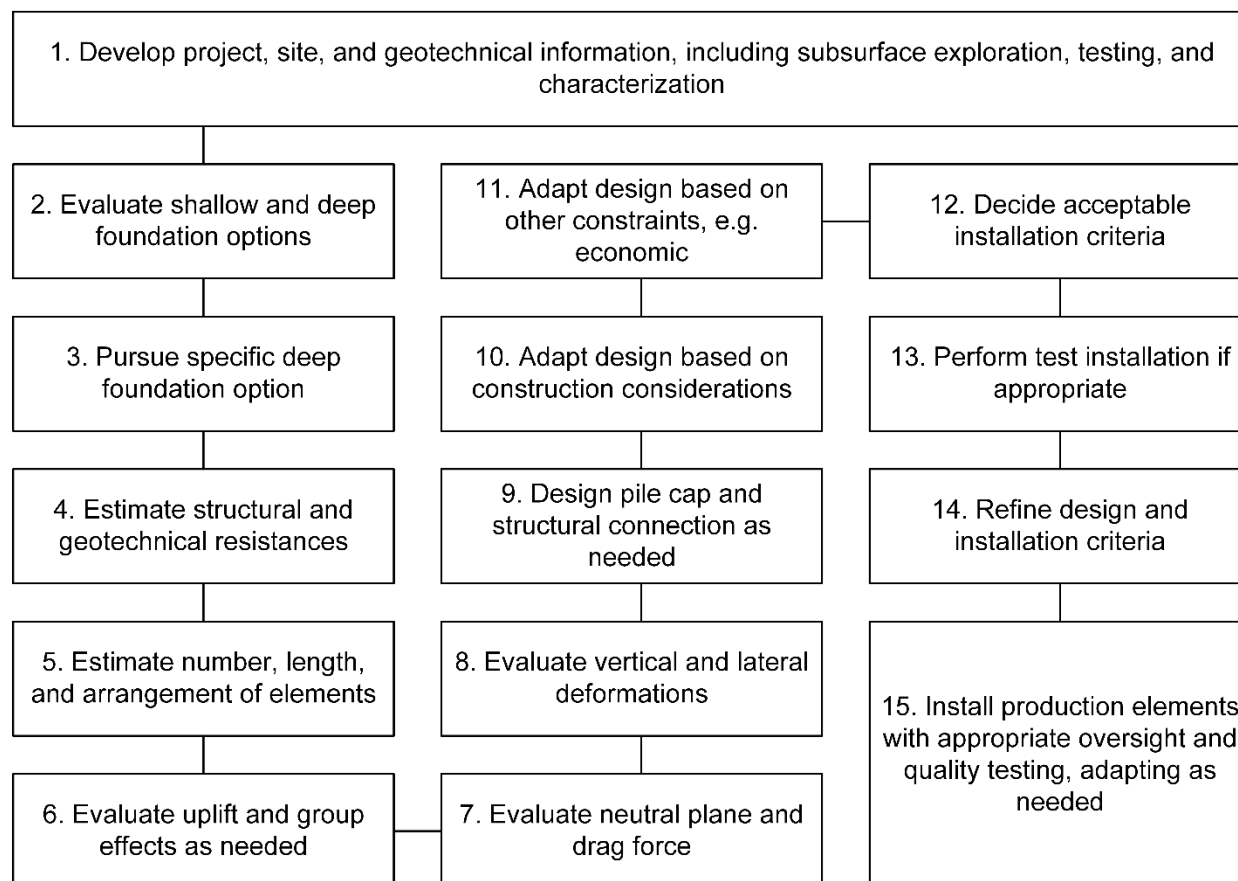 1. Develop project, site, and geotechnical information, including subsurface exploration, testing, and
characterization
2. Evaluate shallow and deep
foundation options
3. Pursue specific deep
foundation option
4. Estimate structural and
geotechnical resistances
5. Estimate number, length,
and arrangement of elements
6. Evaluate uplift and group
effects as needed
7. Evaluate neutral plane and
drag force
8. Evaluate vertical and lateral
deformations
9. Design pile cap and
structural connection as
needed
10. Adapt design based on
construction considerations
11. Adapt design based on
other constraints, e.g.
economic
12. Decide acceptable
installation criteria
13. Perform test installation if
appropriate
14. Refine design and
installation criteria
15. Install production elements
with appropriate oversight and
quality testing, adapting as
needed